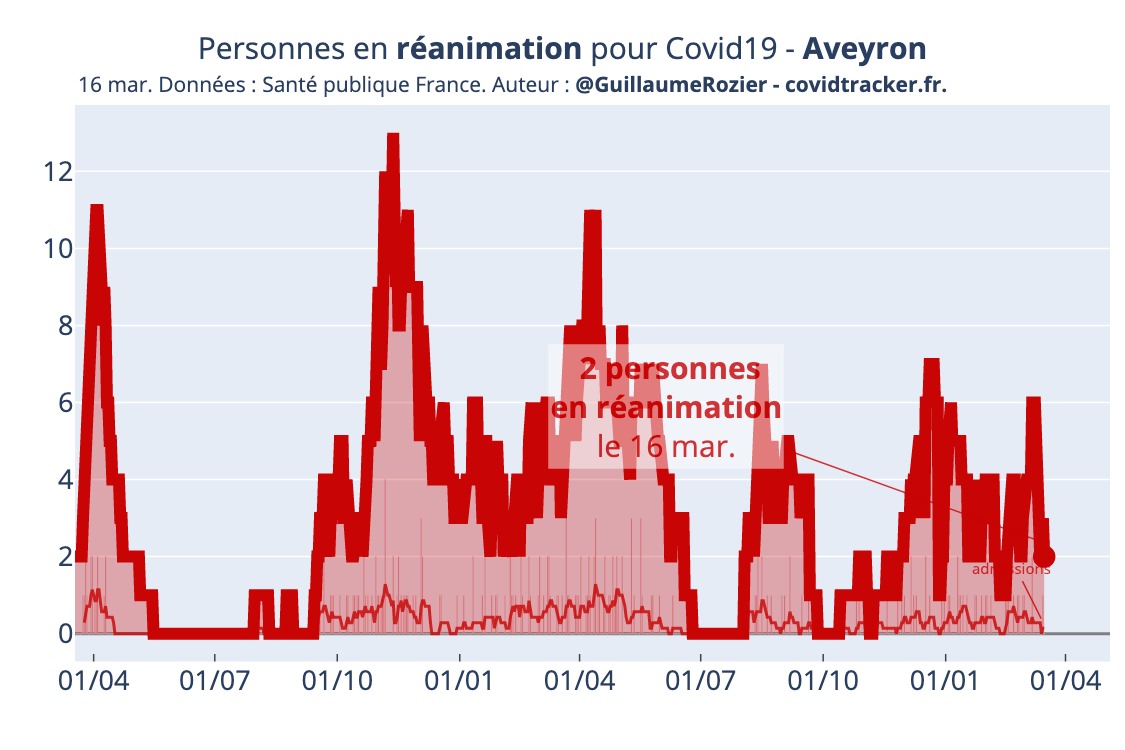 Personnes en réanimation pour Covid19 - Aveyron
16 mar. Données : Santé publique France. Auteur : @GuillaumeRozier - covidtracker.fr.
12
10
8
6
4
2
0
2 personnes
en réanimation
le 16 mar.
admissions
01/04 01/07 01/10 01/01 01/04 01/07 01/10 01/01 01/04